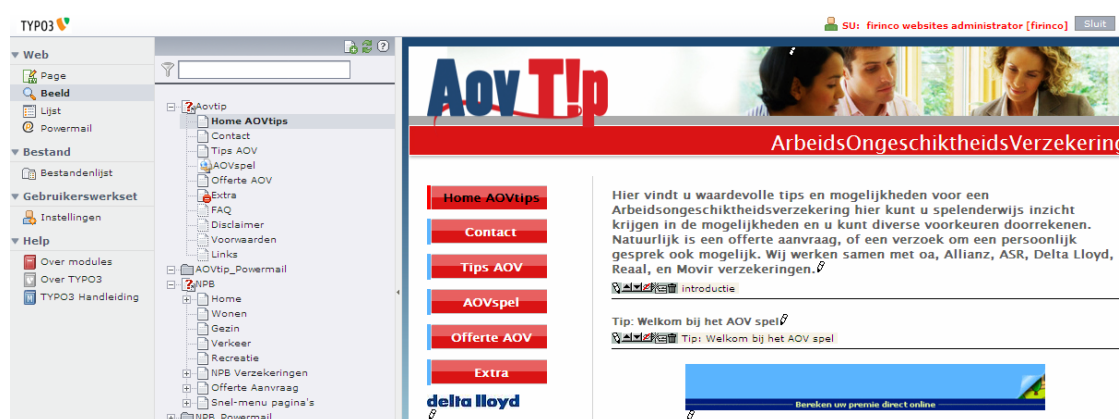 TYPO3
SU: firinco websites administrator [firinco]
Sluit
Web
Page
Beeld
Lijst
Powermail
Bestand
Bestandenlijst
Gebruikerswerkset
Instellingen
Help
Over modules
Over TYPO3
TYPO3 Handleiding
Aovtip
Home AOVtips
Contact
Tips AOV
AOVspel
Offerte AOV
Extra
FAQ
Disclaimer
Voorwaarden
Links
AOVtip_Powermail
NPB
Home
Wonen
Gezin
Verkeer
Recreatie
NPB Verzekeringen
Offerte Aanvraag
Snel-menu pagina's
NPB Powermail
Aov T!p
ArbeidsOngeschiktheidsVerzekering
Home AOVtips
Contact
Tips AOV
AOVspel
Offerte AOV
Extra
delta lloyd
Hier vindt u waardevolle tips en mogelijkheden voor een
Arbeidsongeschiktheidsverzekering hier kunt u spelenderwijs inzicht
krijgen in de mogelijkheden en u kunt diverse voorkeuren doorrekenen.
Natuurlijk is een offerte aanvraag, of een verzoek om een persoonlijk
gesprek ook mogelijk. Wij werken samen met oa, Allianz, ASR, Delta Lloyd,
Reaal, en Movir verzekeringen.
introductie
Tip: Welkom bij het AOV spel
Tip: Welkom bij het AOV spel
Bereken uw premie direct online